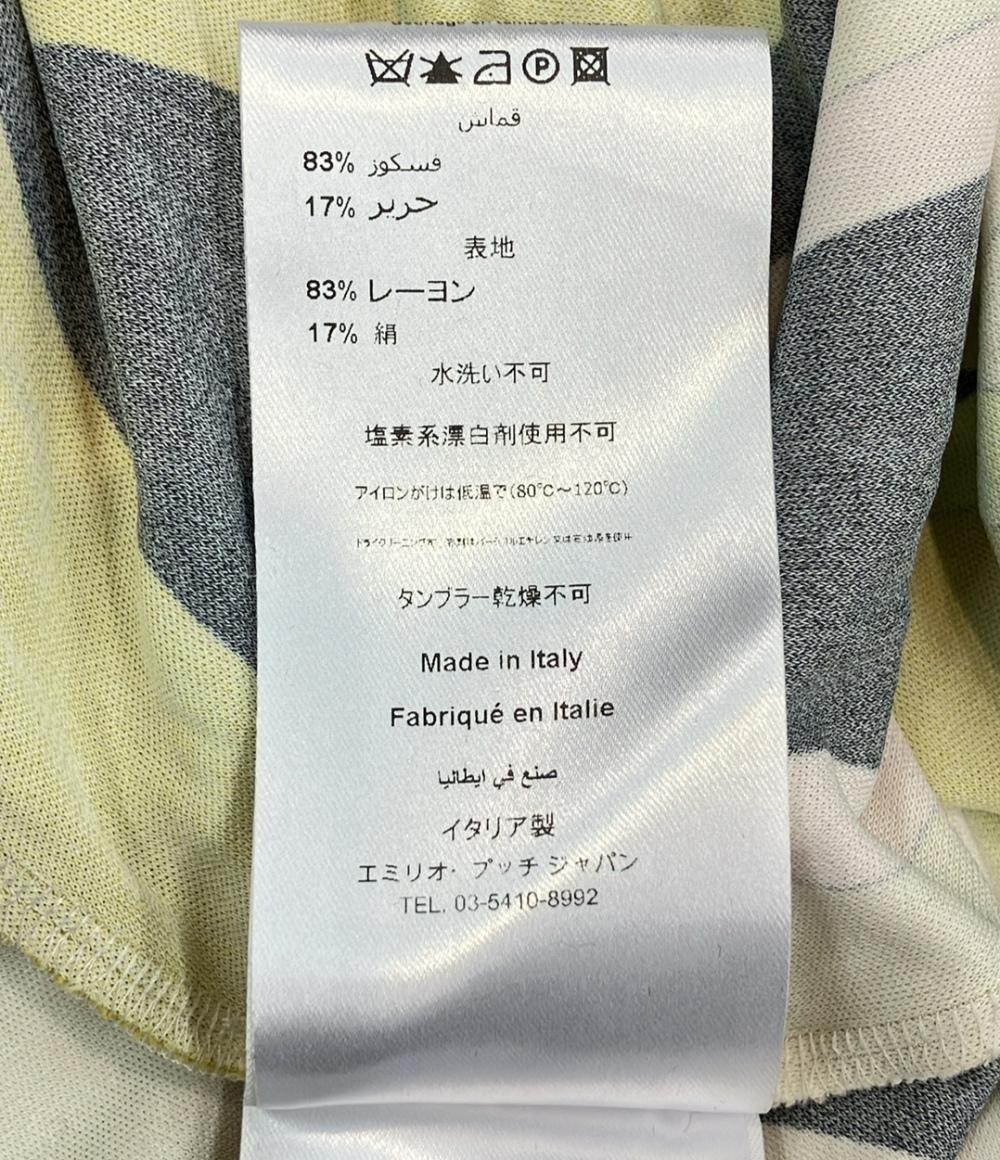 P
قماش
83% فسكوز
17% حرير
表地
83% レーヨン
17% 絹
水洗い不可
塩素系漂白剤使用不可
アイロンがけは低温で(80℃〜120℃)
タンブラー乾燥不可
Made in Italy
Fabriqué en Italie
صنع في ايطاليا
イタリア製
エミリオ・プッチ ジャパン
TEL. 03-5410-8992